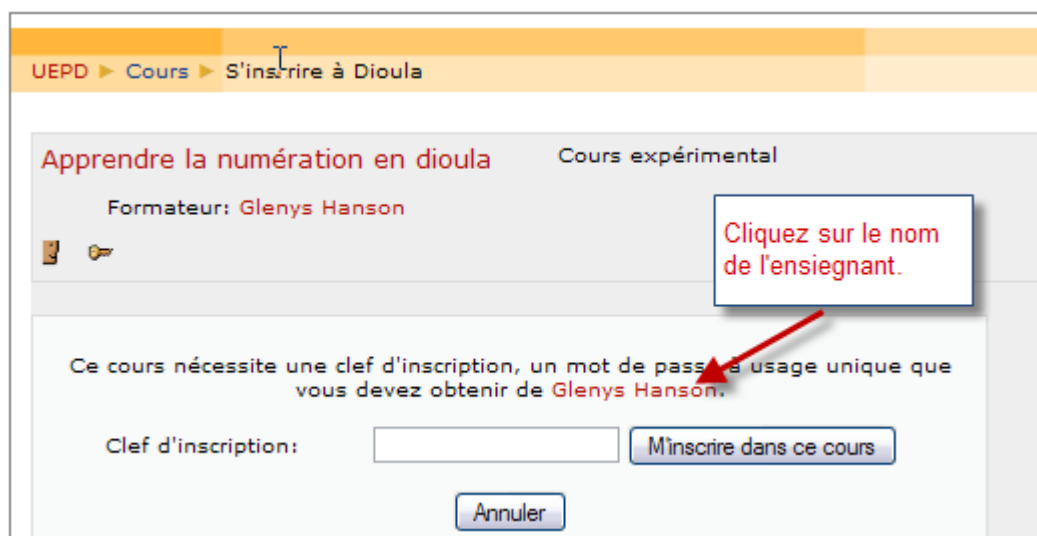 UEPD ► Cours ► S'inscrire à Dioula
Apprendre la numération en dioula Cours expérimental
Formateur: Glenys Hanson
Cliquez sur le nom
de l'ensiegnant.
Ce cours nécessite une clef d'inscription, un mot de passe à usage unique que
vous devez obtenir de Glenys Hanson.
Clef d'inscription: M'inscrire dans ce cours
Annuler